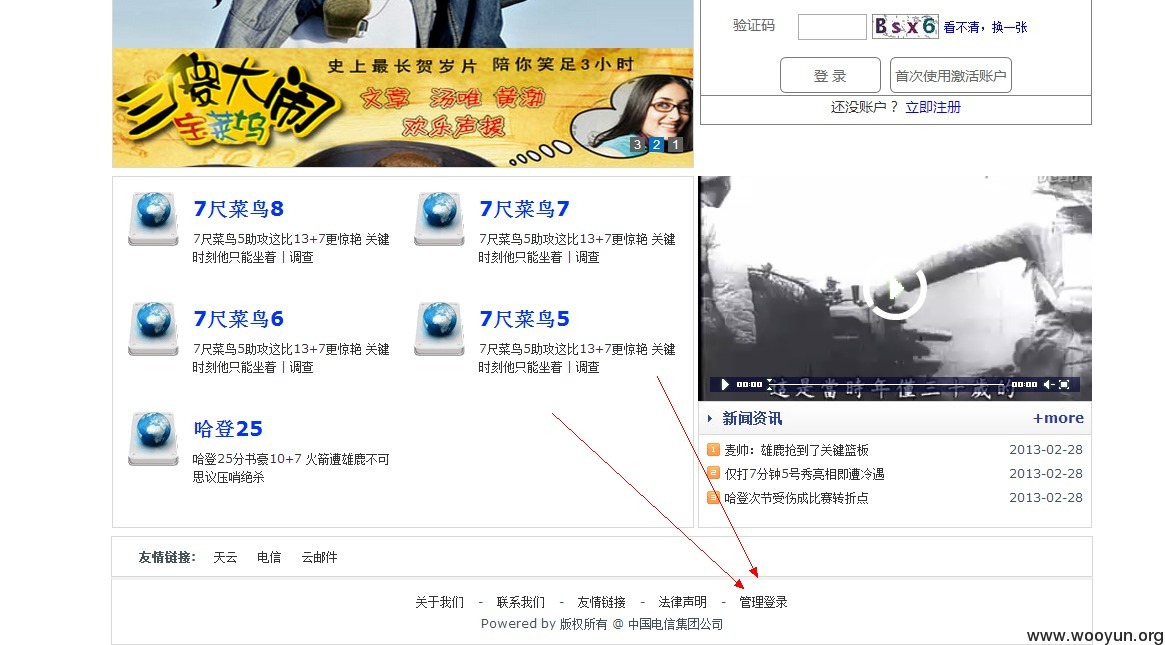 验证码
Bsx6
看不清，换一张
登 录
首次使用激活账户
还没账户？ 立即注册
史上最长贺岁片 陪你笑足3小时
三傻大闹
宝莱坞
文章 汤唯 黄渤
欢乐声援
3 2 1
7尺菜鸟8
7尺菜鸟5助攻这比13+7更惊艳 关键
时刻他只能坐着｜调查
7尺菜鸟7
7尺菜鸟5助攻这比13+7更惊艳 关键
时刻他只能坐着｜调查
7尺菜鸟6
7尺菜鸟5助攻这比13+7更惊艳 关键
时刻他只能坐着｜调查
7尺菜鸟5
7尺菜鸟5助攻这比13+7更惊艳 关键
时刻他只能坐着｜调查
哈登25
哈登25分书豪10+7 火箭遭雄鹿不可
思议压哨绝杀
這是當時年僅三十歲的
00:00 00:00
新闻资讯 +more
1 麦帅：雄鹿抢到了关键篮板 2013-02-28
2 仅打7分钟5号秀亮相即遭冷遇 2013-02-28
3 哈登次节受伤成比赛转折点 2013-02-28
友情链接： 天云 电信 云邮件
关于我们 - 联系我们 - 友情链接 - 法律声明 - 管理登录
Powered by 版权所有 @ 中国电信集团公司
www.wooyun.org